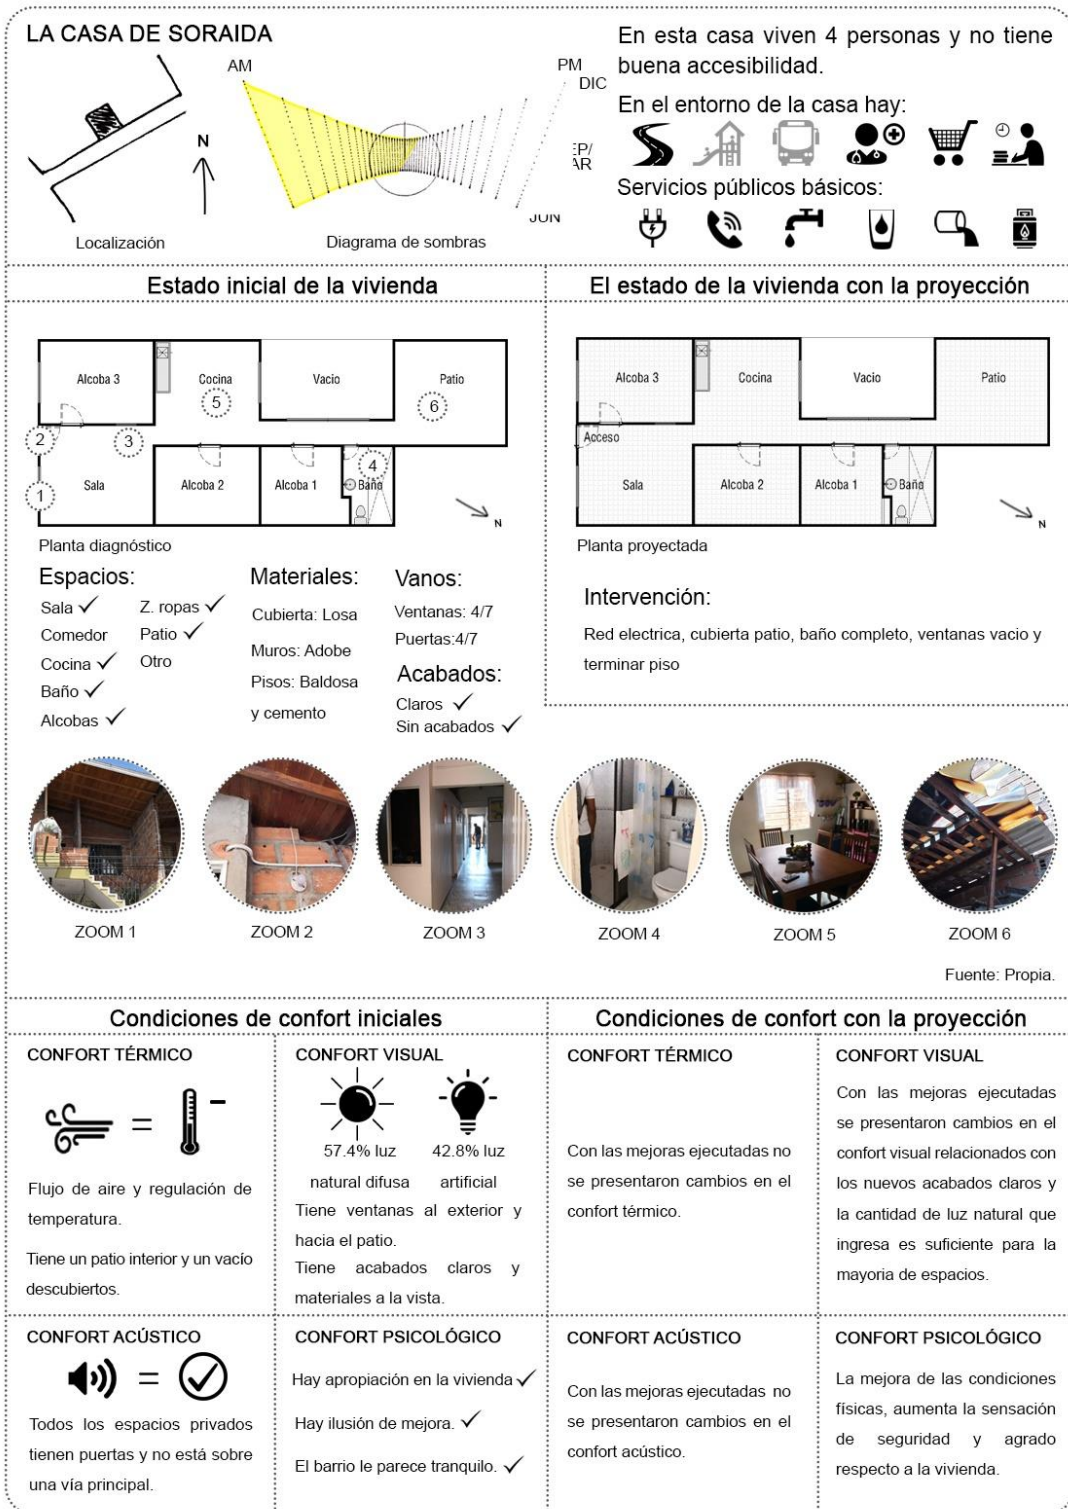 LA CASA DE SORAIDA
AM
PM
DIC
EP/
AR
JUN
N
Localización
Diagrama de sombras
En esta casa viven 4 personas y no tiene
buena accesibilidad.
En el entorno de la casa hay:
Servicios públicos básicos:
Estado inicial de la vivienda
Alcoba 3
Cocina
Vacio
Patio
5
6
2
3
4
1
Sala
Alcoba 2
Alcoba 1
Baño
N
Planta diagnóstico
Espacios:
Sala ✓
Z. ropas ✓
Comedor
Patio ✓
Cocina ✓
Otro
Baño ✓
Alcobas ✓
Materiales:
Cubierta: Losa
Muros: Adobe
Pisos: Baldosa
y cemento
Vanos:
Ventanas: 4/7
Puertas:4/7
Acabados:
Claros ✓
Sin acabados ✓
El estado de la vivienda con la proyección
Alcoba 3
Cocina
Vacio
Patio
Acceso
Sala
Alcoba 2
Alcoba 1
Baño
N
Planta proyectada
Intervención:
Red electrica, cubierta patio, baño completo, ventanas vacio y
terminar piso
ZOOM 1
ZOOM 2
ZOOM 3
ZOOM 4
ZOOM 5
ZOOM 6
Fuente: Propia.
Condiciones de confort iniciales
CONFORT TÉRMICO
= -
Flujo de aire y regulación de
temperatura.
Tiene un patio interior y un vacío
descubiertos.
CONFORT VISUAL
57.4% luz
natural difusa
42.8% luz
artificial
Tiene ventanas al exterior y
hacia el patio.
Tiene acabados claros y
materiales a la vista.
CONFORT ACÚSTICO
=
Todos los espacios privados
tienen puertas y no está sobre
una vía principal.
CONFORT PSICOLÓGICO
Hay apropiación en la vivienda ✓
Hay ilusión de mejora. ✓
El barrio le parece tranquilo. ✓
Condiciones de confort con la proyección
CONFORT TÉRMICO
Con las mejoras ejecutadas no
se presentaron cambios en el
confort térmico.
CONFORT VISUAL
Con las mejoras ejecutadas
se presentaron cambios en el
confort visual relacionados con
los nuevos acabados claros y
la cantidad de luz natural que
ingresa es suficiente para la
mayoria de espacios.
CONFORT ACÚSTICO
Con las mejoras ejecutadas no
se presentaron cambios en el
confort acústico.
CONFORT PSICOLÓGICO
La mejora de las condiciones
físicas, aumenta la sensación
de seguridad y agrado
respecto a la vivienda.